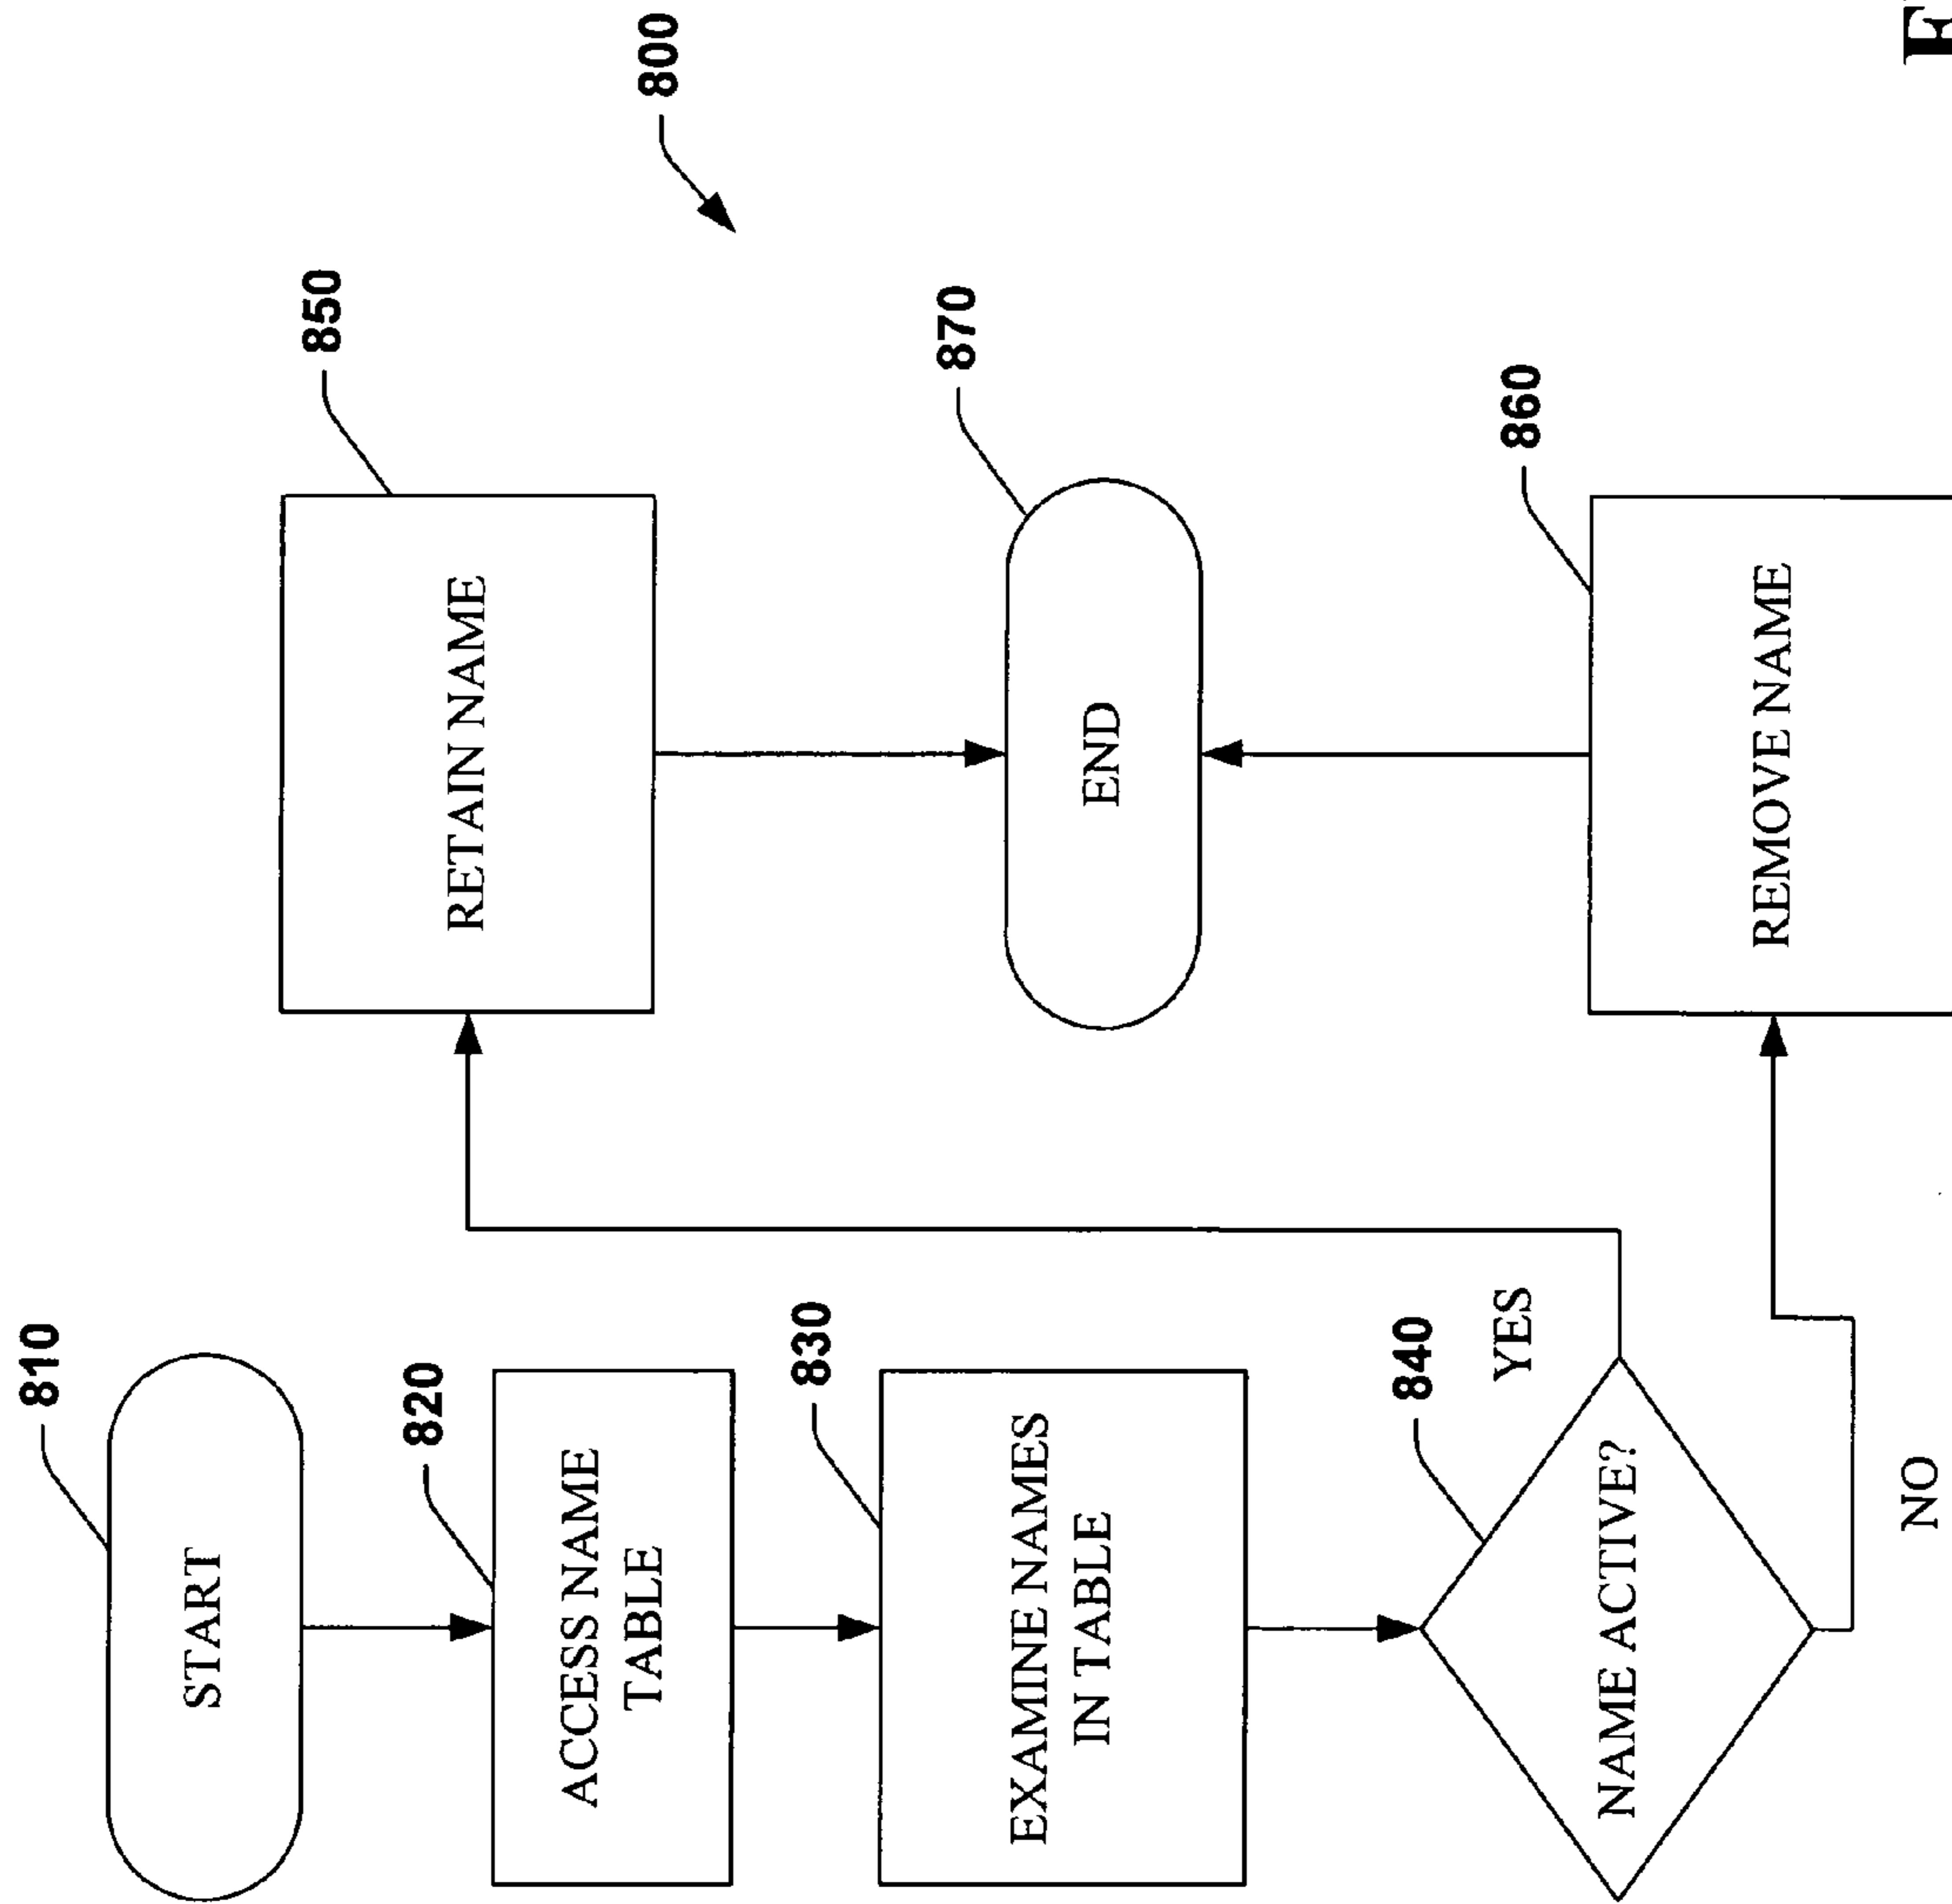 810
START
820
ACCESS NAME
TABLE
830
EXAMINE NAMES
IN TABLE
840
NAME ACTIVE?
YES
NO
850
RETAIN NAME
870
END
860
REMOVE NAME
800